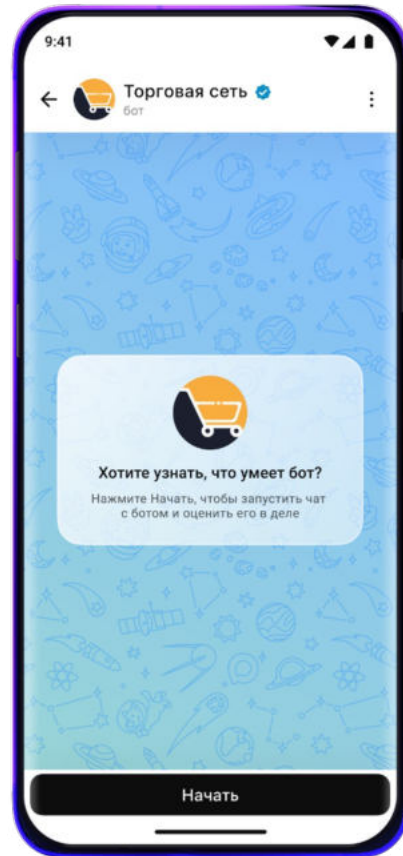 9:41
Торговая сеть
бот
Хотите узнать, что умеет бот?
Нажмите Начать, чтобы запустить чат
с ботом и оценить его в деле
Начать